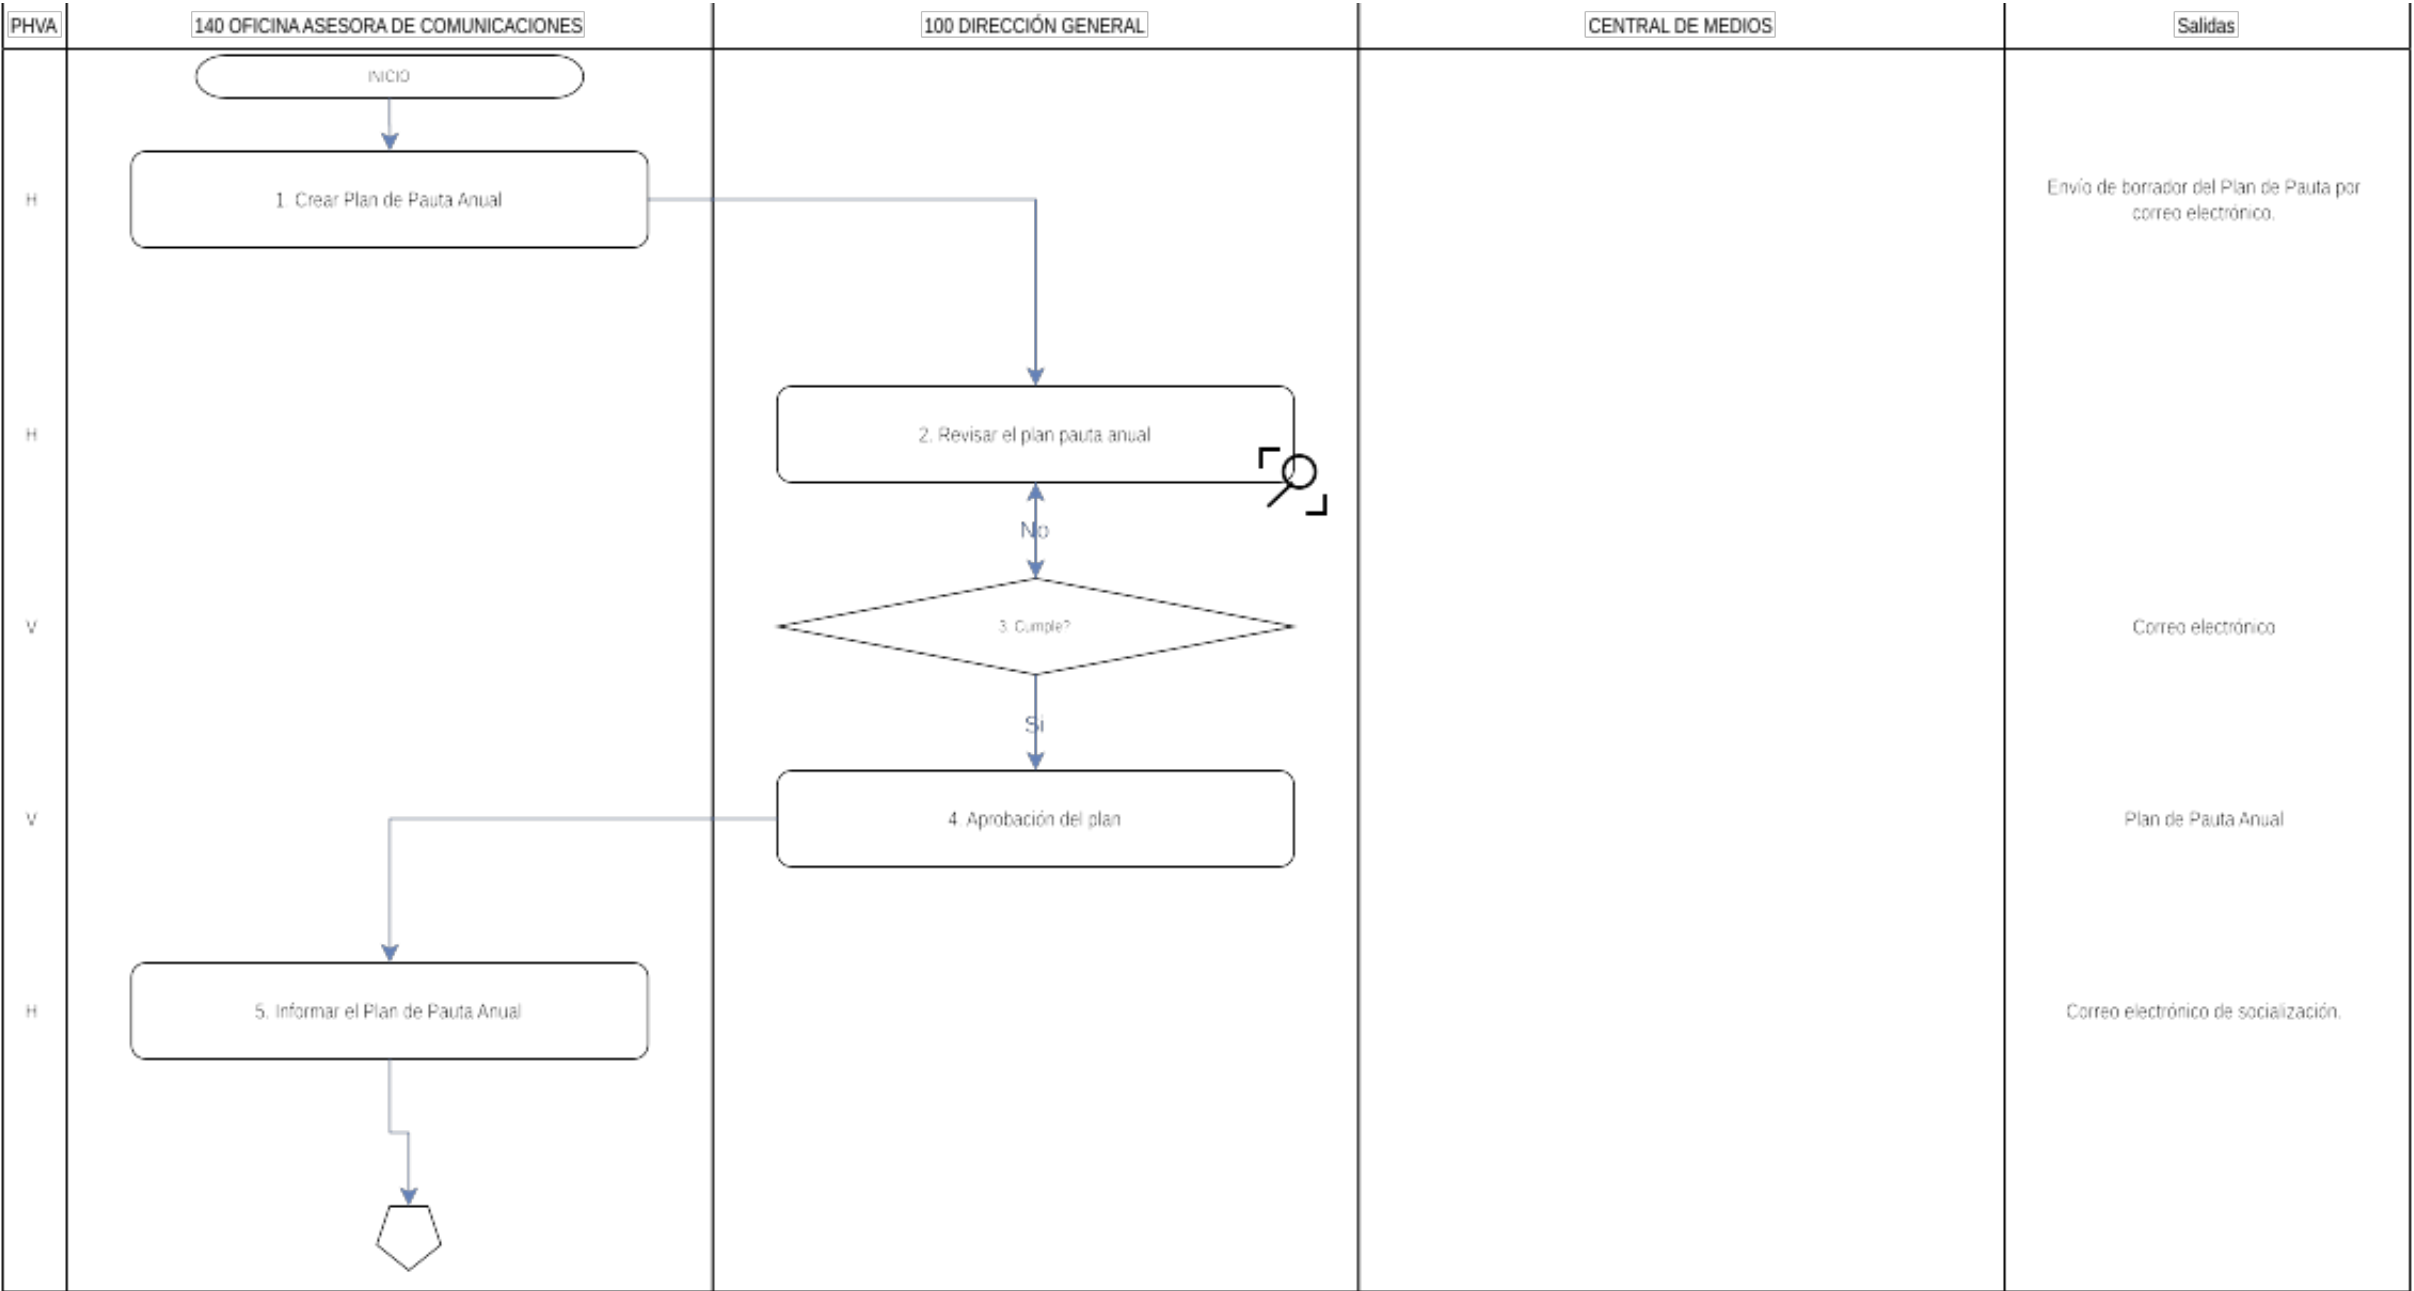 PHVA
140 OFICINA ASESORA DE COMUNICACIONES
100 DIRECCIÓN GENERAL
CENTRAL DE MEDIOS
Salidas
INICIO
H
1. Crear Plan de Pauta Anual
Envío de borrador del Plan de Pauta por
correo electrónico.
H
2. Revisar el plan pauta anual
No
V
3. Cumple?
Correo electrónico
Si
V
4. Aprobación del plan
Plan de Pauta Anual
H
5. Informar el Plan de Pauta Anual
Correo electrónico de socialización.